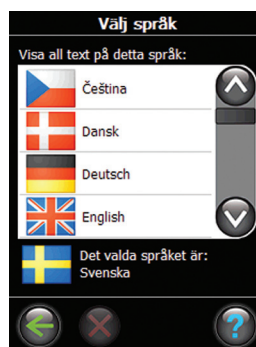 Välj språk
Visa all text på detta språk:
Čeština
Dansk
Deutsch
English
Det valda språket är:
Svenska
?